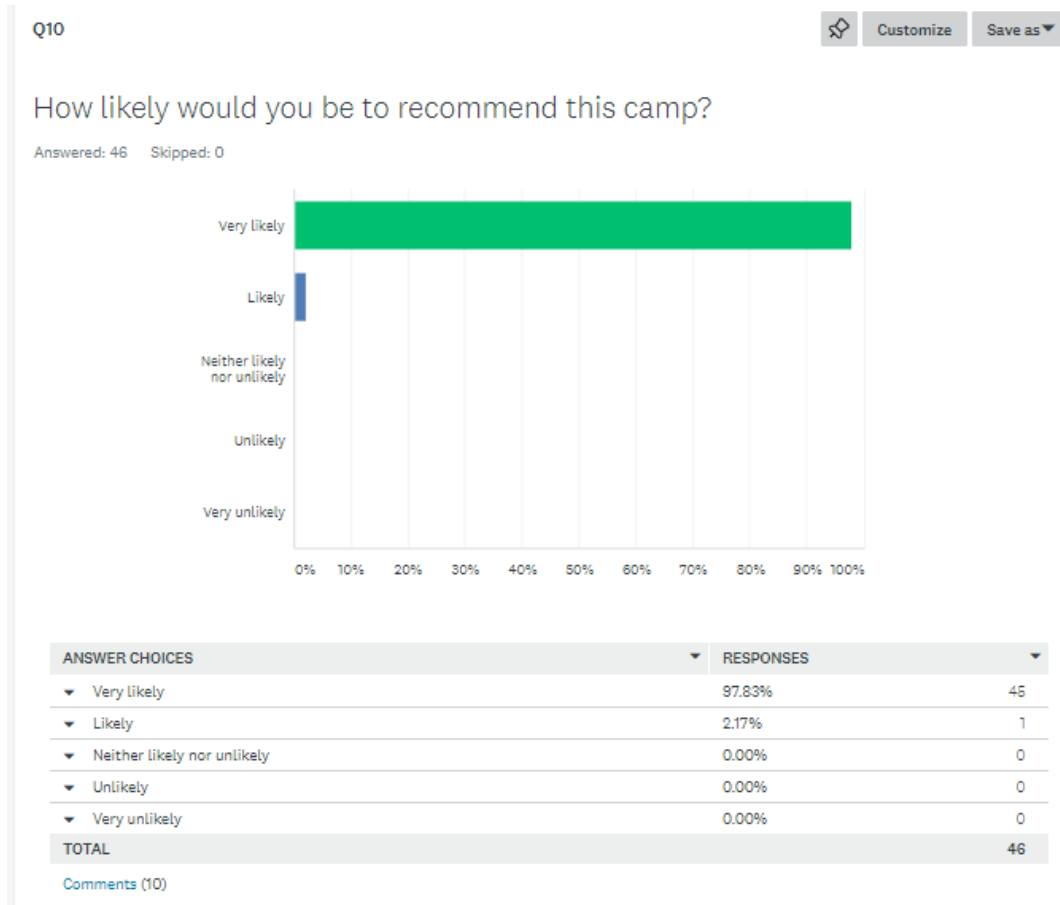 Q10
Customize
Save as
How likely would you be to recommend this camp?
Answered: 46 Skipped: 0
Very likely
Likely
Neither likely
nor unlikely
Unlikely
Very unlikely
0% 10% 20% 30% 40% 50% 60% 70% 80% 90% 100%
ANSWER CHOICES RESPONSES
Very likely 97.83% 45
Likely 2.17% 1
Neither likely nor unlikely 0.00% 0
Unlikely 0.00% 0
Very unlikely 0.00% 0
TOTAL 46
Comments (10)